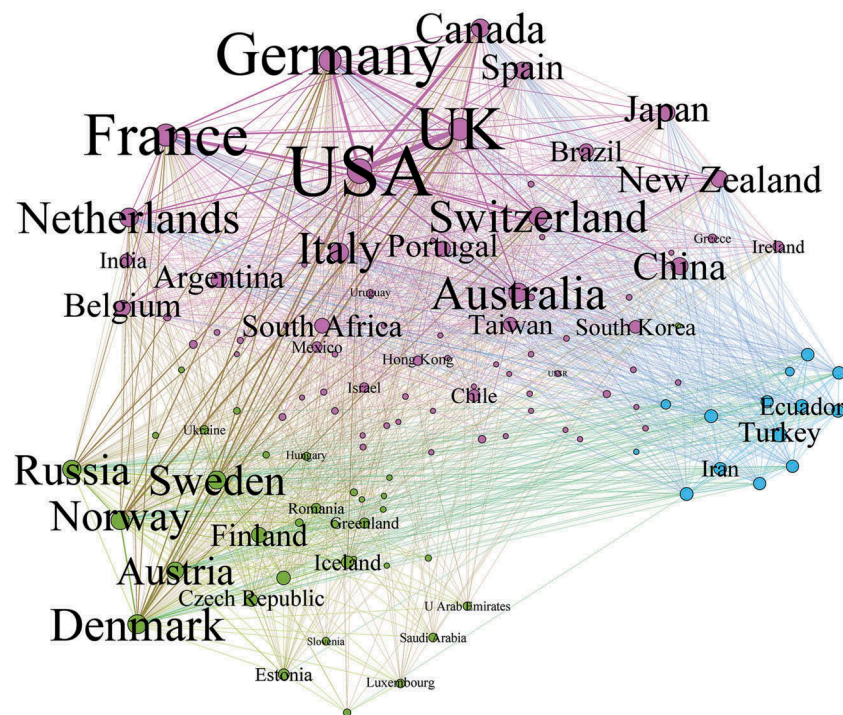 Canada
Germany
Spain
Japan
UK
France
Brazil
USA
New Zealand
Netherlands
Switzerland
Greece
Ireland
Italy
Portugal
India
China
Argentina
Uruguay
Belgium
Australia
South Africa
Taiwan
South Korea
Mexico
Hong Kong
USSR
Israel
Chile
Ecuador
Ukraine
Turkey
Hungary
Russia
Iran
Sweden
Romania
Norway
Greenland
Finland
Iceland
Austria
Czech Republic
U Arab Emirates
Denmark
Slovenia
Saudi Arabia
Estonia
Luxembourg